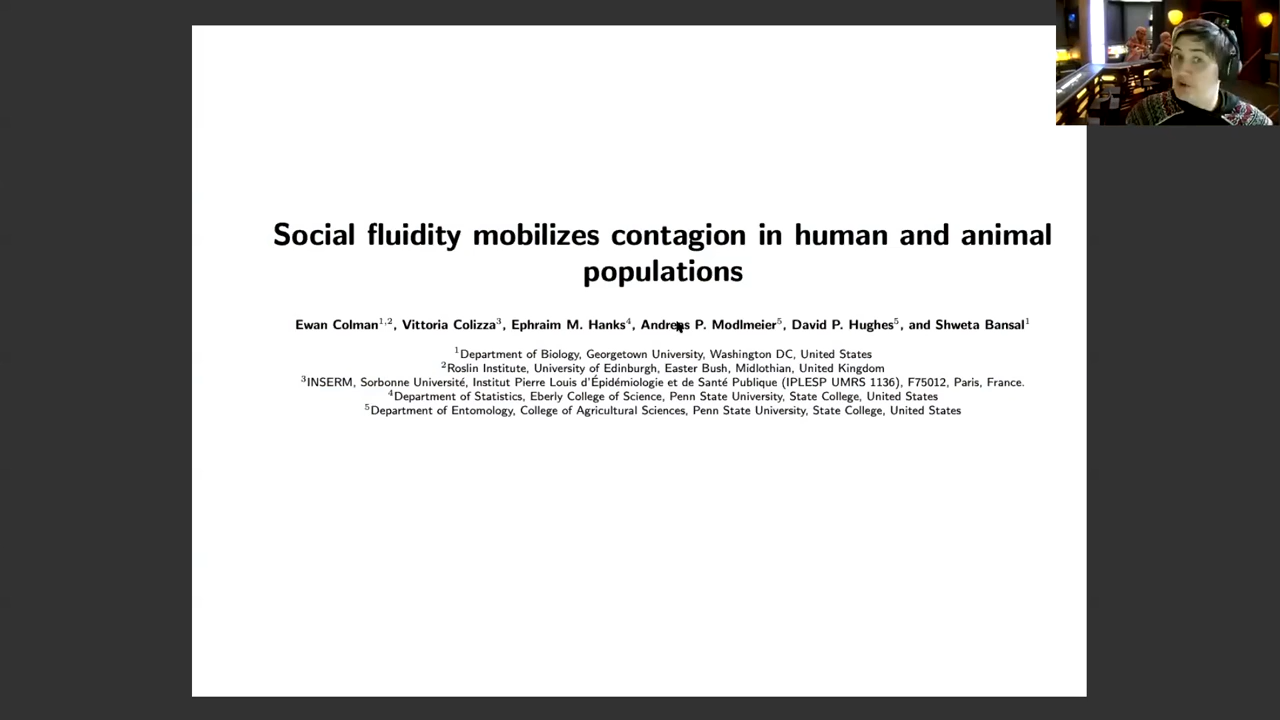 Social fluidity mobilizes contagion in human and animal
populations
Ewan Colman1,2, Vittoria Colizza3, Ephraim M. Hanks4, Andreas P. Modlmeier5, David P. Hughes5, and Shweta Bansal1
1Department of Biology, Georgetown University, Washington DC, United States
2Roslin Institute, University of Edinburgh, Easter Bush, Midlothian, United Kingdom
3INSERM, Sorbonne Université, Institut Pierre Louis d'Épidémiologie et de Santé Publique (IPLESP UMRS 1136), F75012, Paris, France.
4Department of Statistics, Eberly College of Science, Penn State University, State College, United States
5Department of Entomology, College of Agricultural Sciences, Penn State University, State College, United States